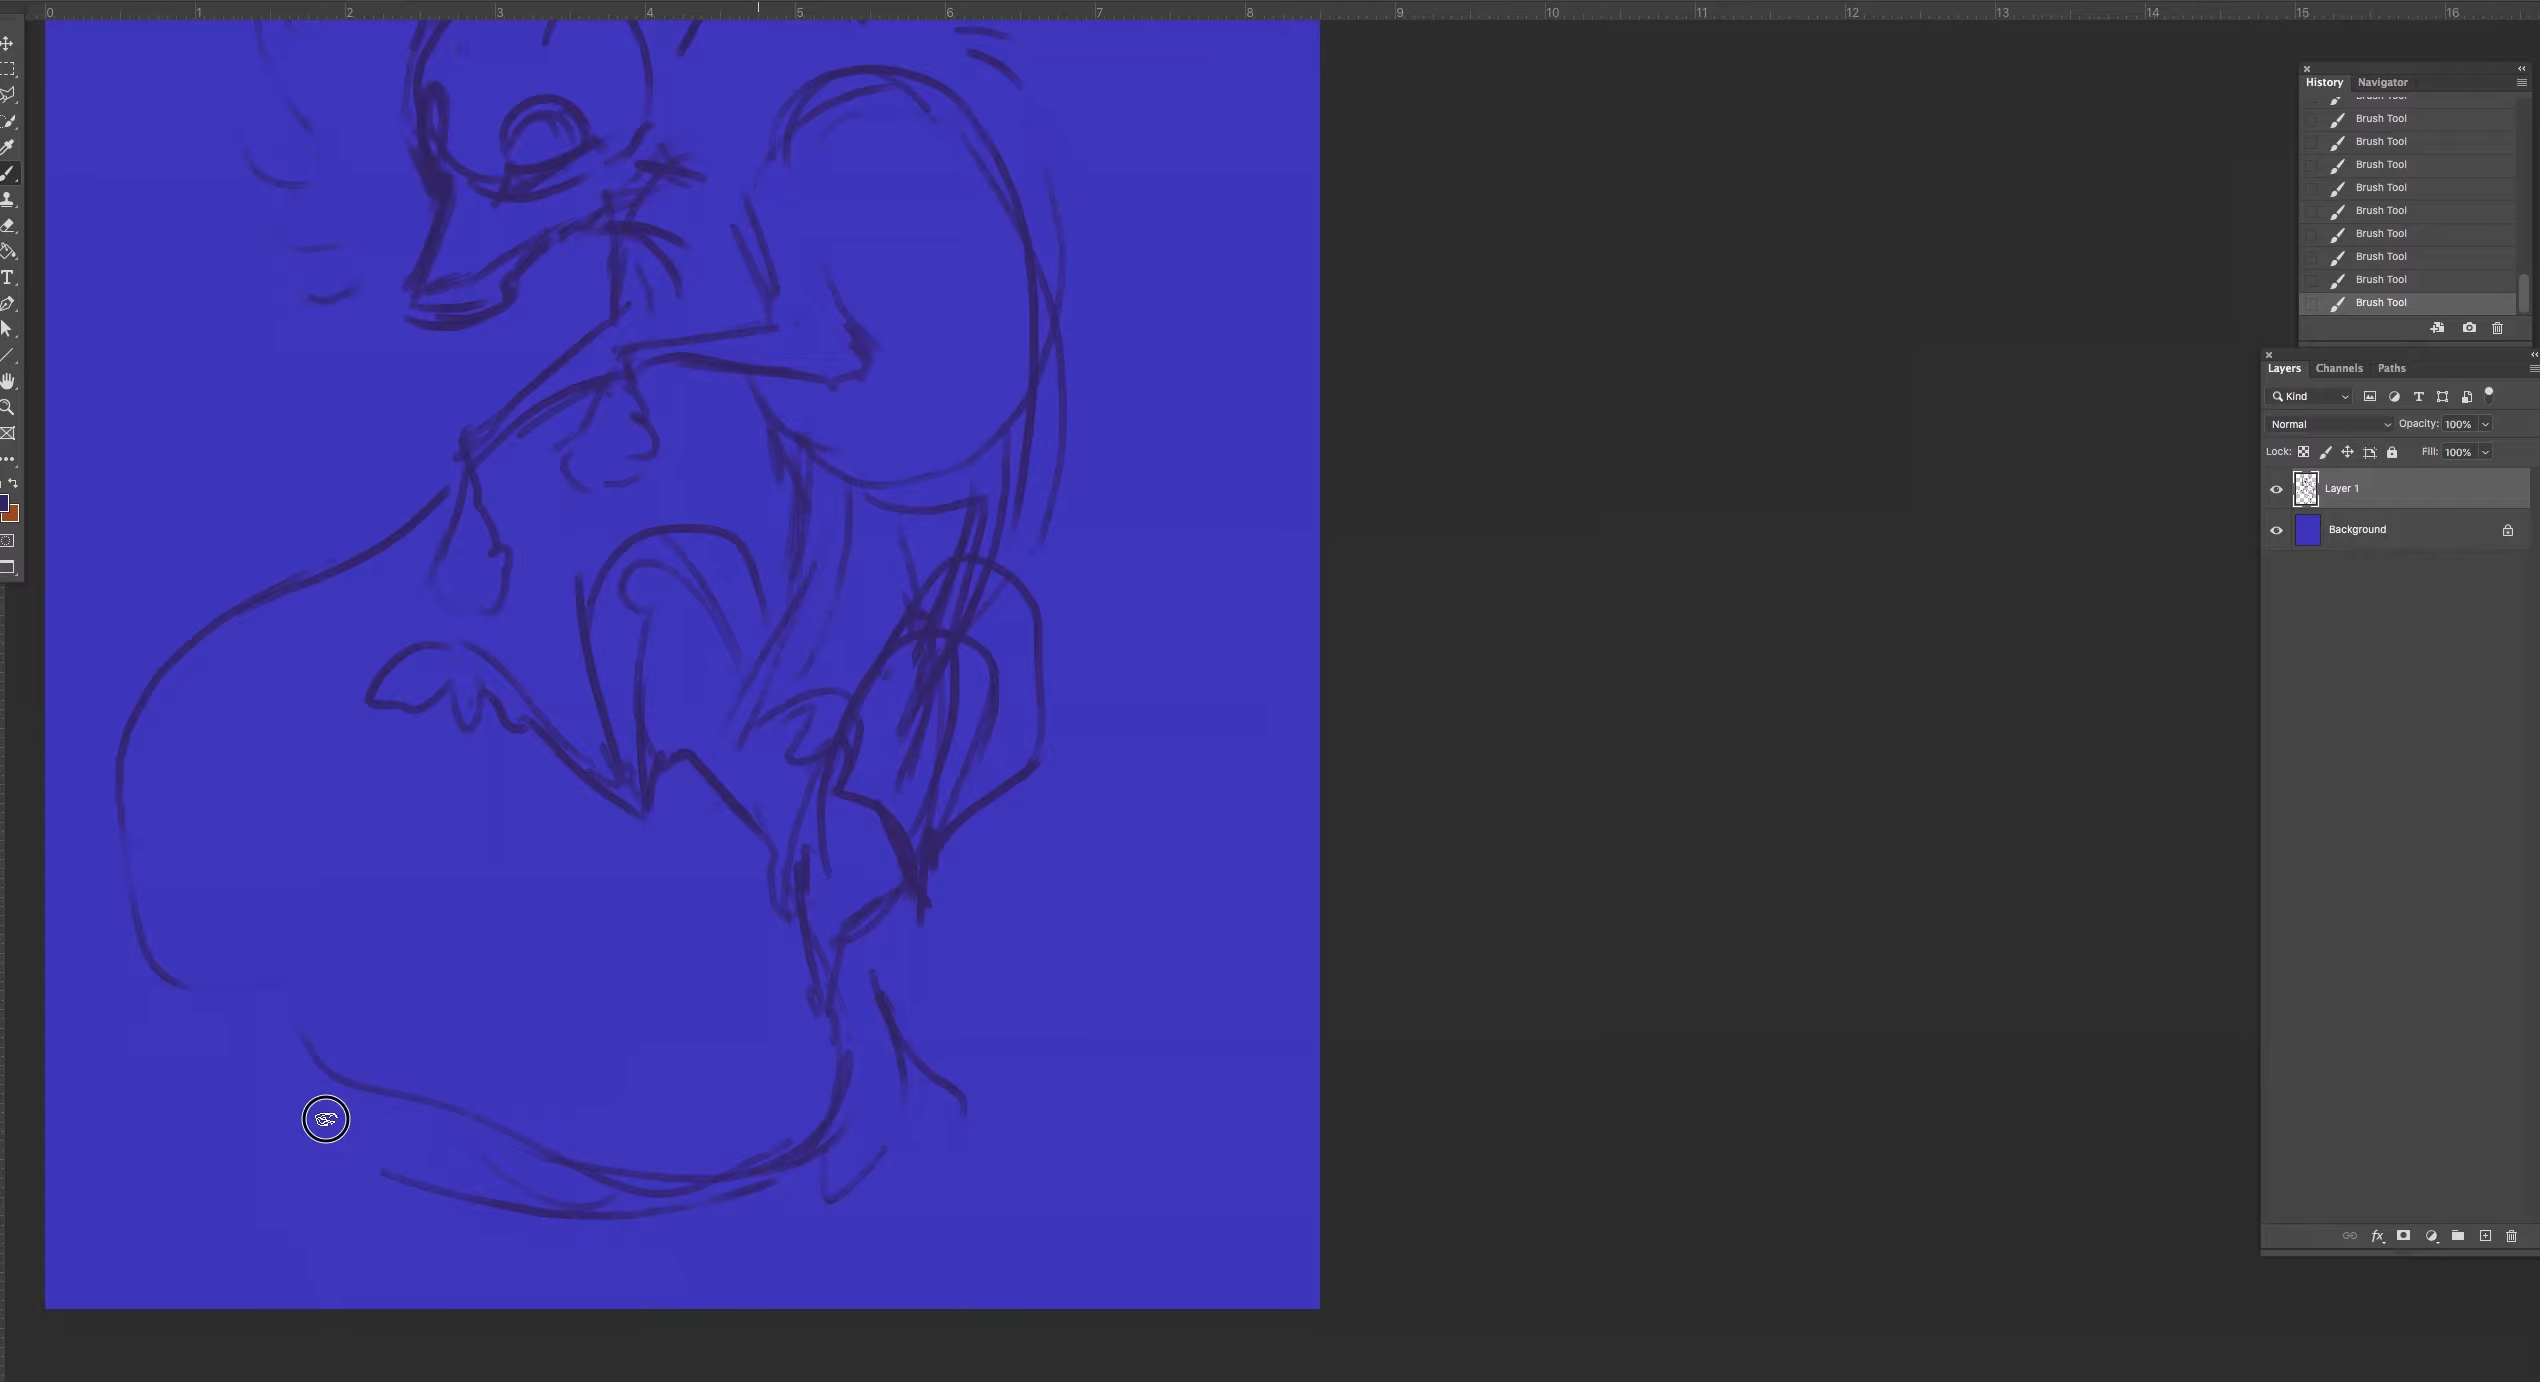 0 1 2 3 4 5 6 7 8 9 10 11 12 13 14 15 16
History Navigator
Brush Tool
Brush Tool
Brush Tool
Brush Tool
Brush Tool
Brush Tool
Brush Tool
Brush Tool
Brush Tool
Brush Tool
Layers Channels Paths
Kind
Normal Opacity: 100%
Lock: Fill: 100%
Layer 1
Background